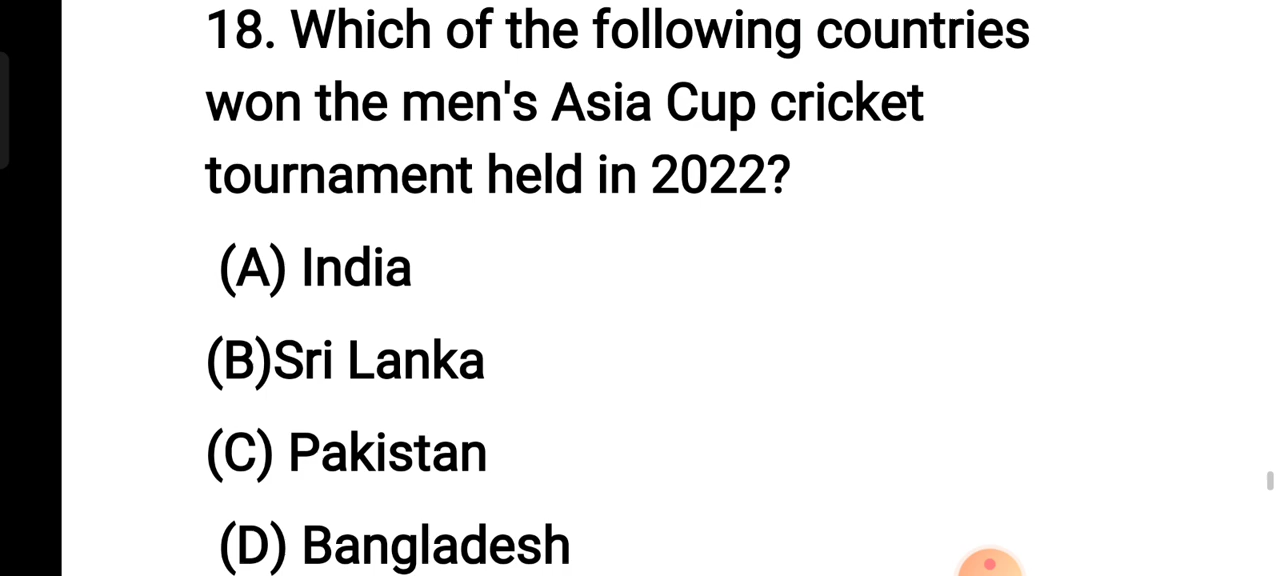 18. Which of the following countries
won the men's Asia Cup cricket
tournament held in 2022?
(A) India
(B)Sri Lanka
(C) Pakistan
(D) Bangladesh